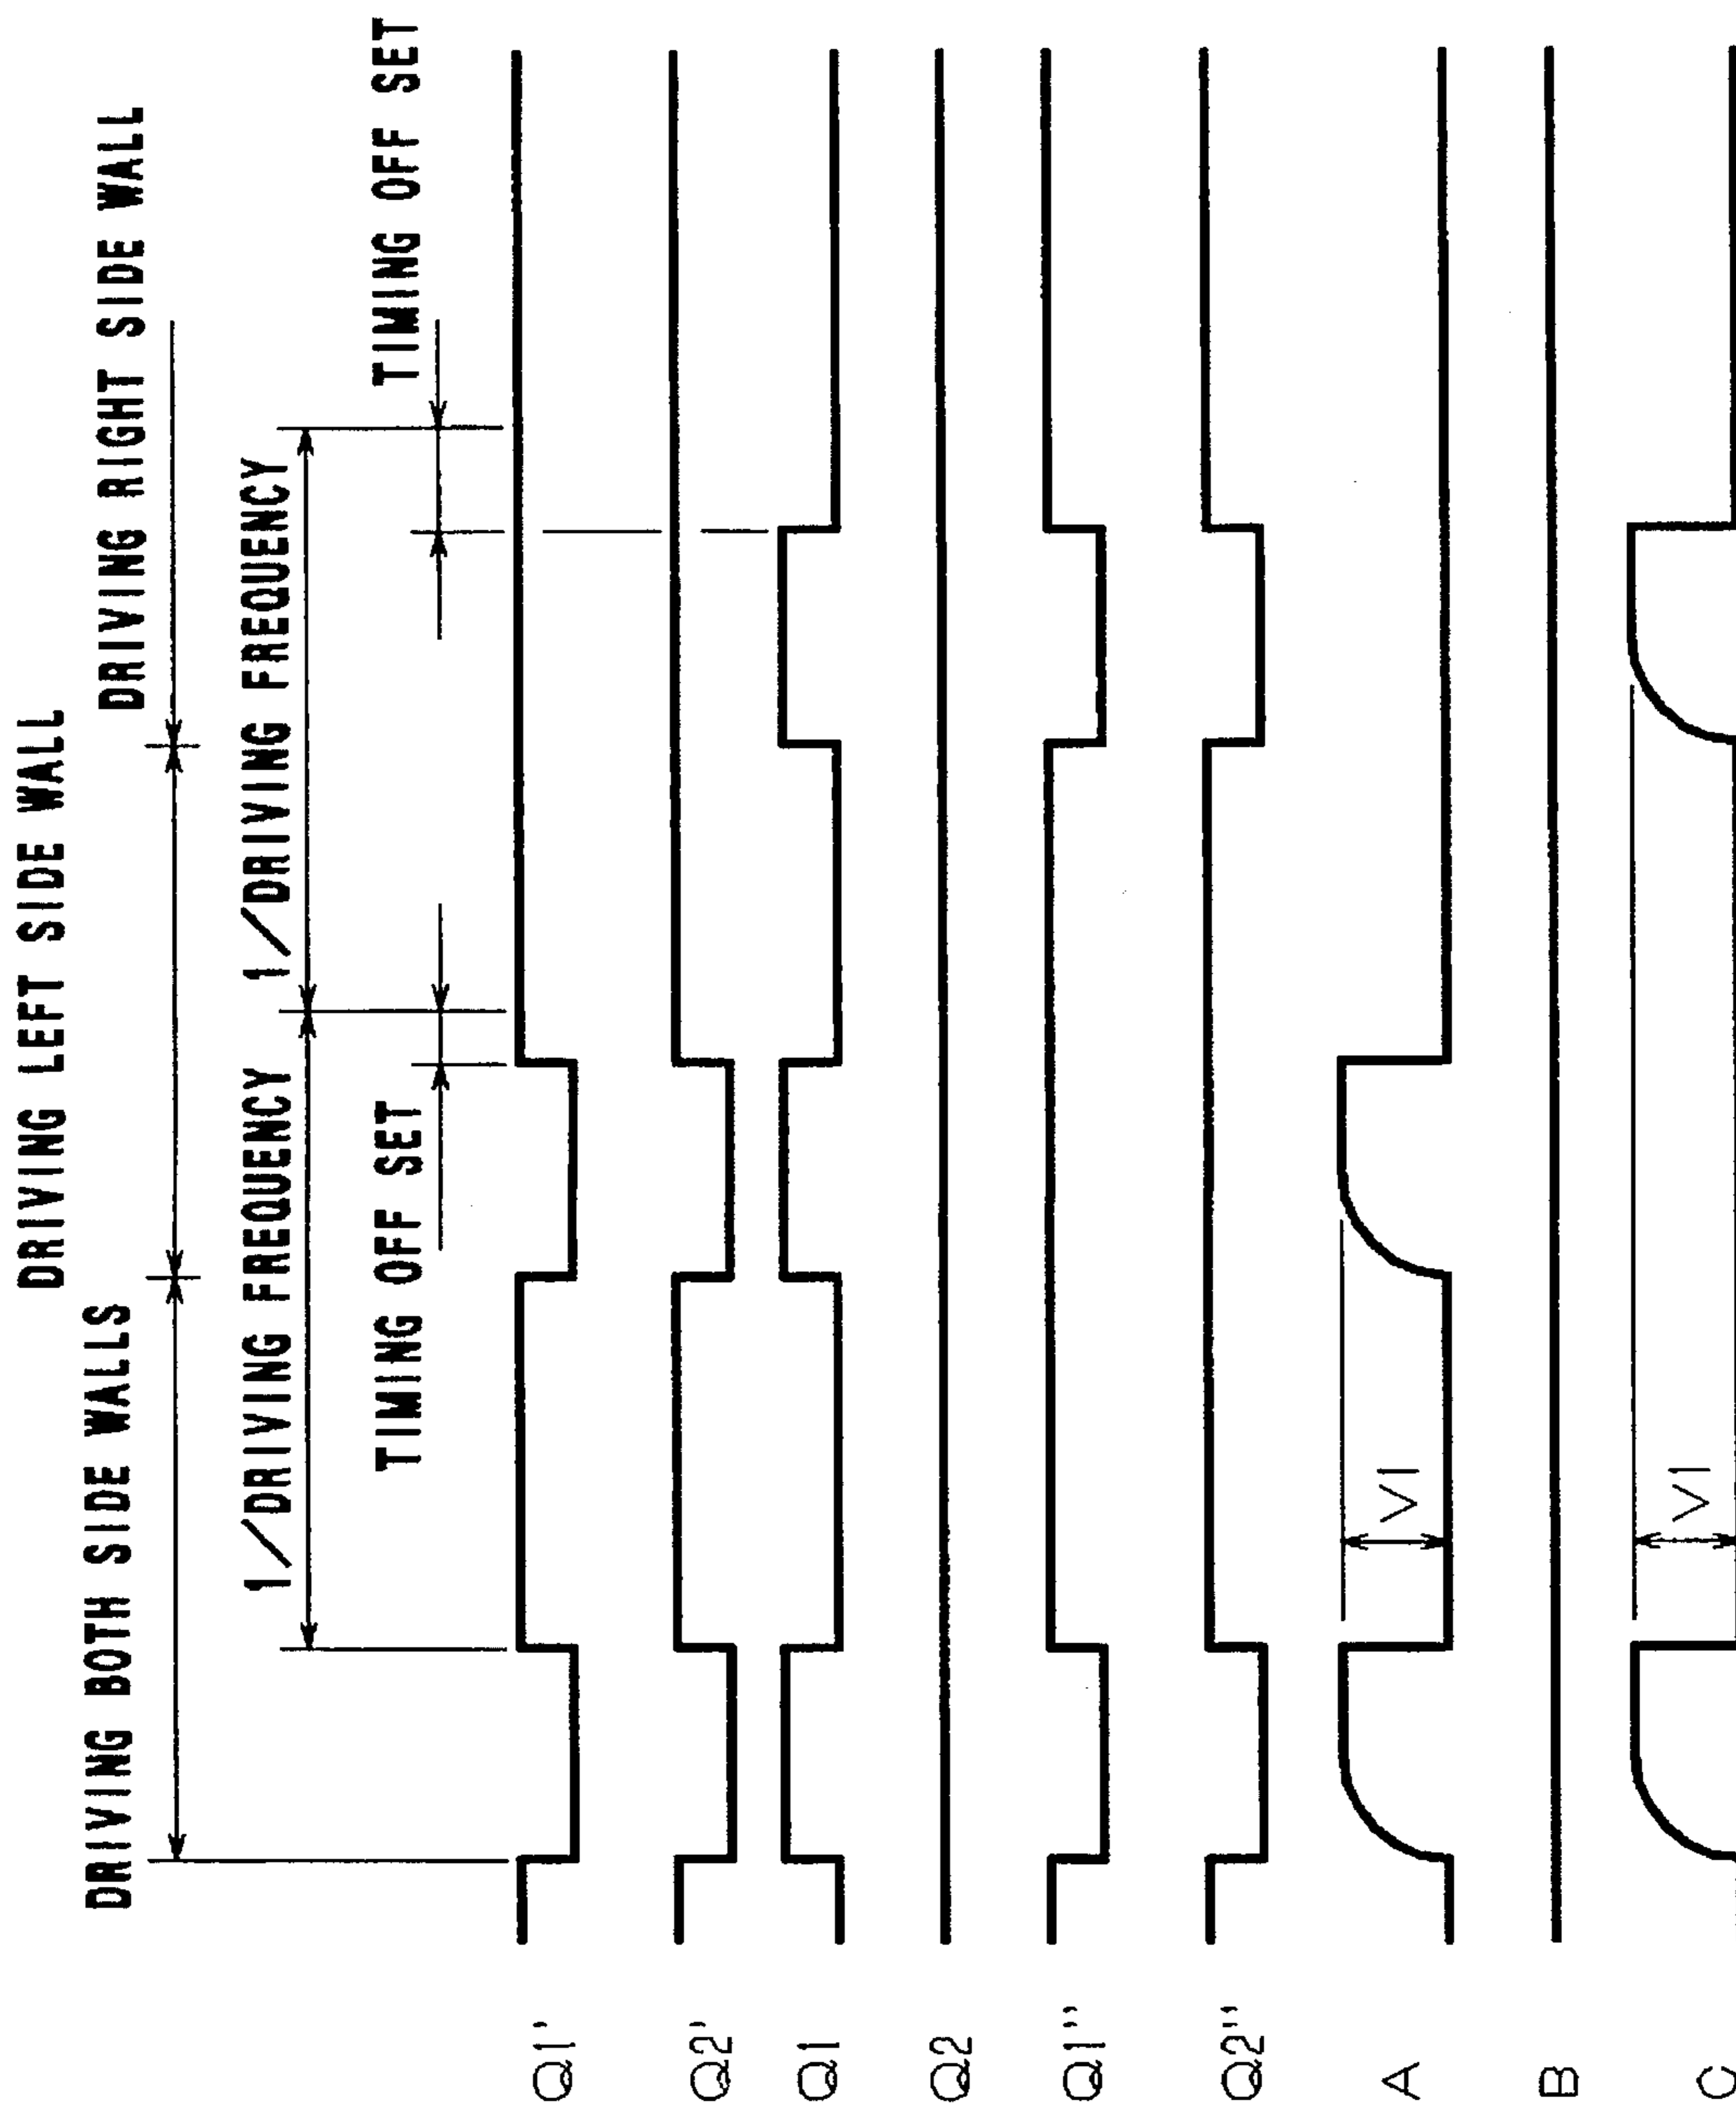 DRIVING LEFT SIDE WALL
DRIVING BOTH SIDE WALLS
DRIVING RIGHT SIDE WALL
1/DRIVING FREQUENCY
1/DRIVING FREQUENCY
TIMING OFF SET
TIMING OFF SET
Q1'
Q2'
Q1
Q2
Q1"
Q2"
A
V1
B
C
V1